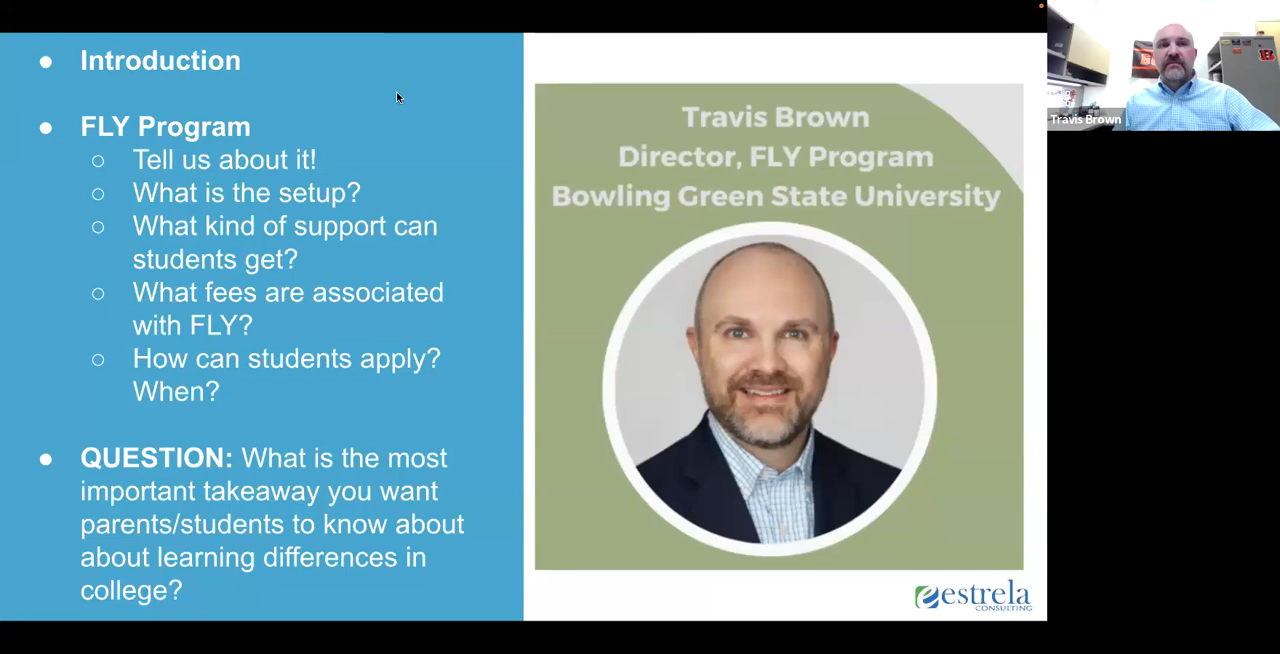 Introduction
FLY Program
Tell us about it!
What is the setup?
What kind of support can
students get?
What fees are associated
with FLY?
How can students apply?
When?
QUESTION: What is the most
important takeaway you want
parents/students to know about
about learning differences in
college?
Travis Brown
Director, FLY Program
Bowling Green State University
estrela
CONSULTING
Travis Brown